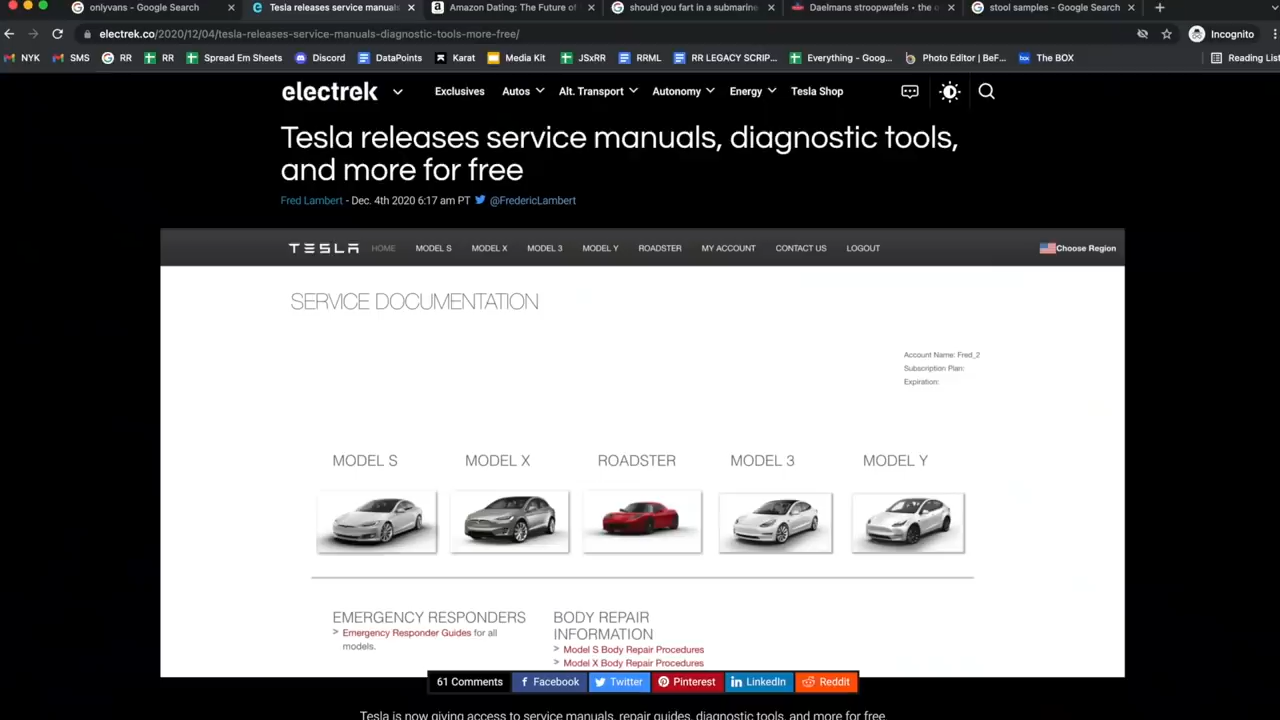 onlyvans - Google Search
Tesla releases service manuals
Amazon Dating: The Future of
should you fart in a submarine
Daelmans stroopwafels • the
stool samples - Google Search
electrek.co/2020/12/04/tesla-releases-service-manuals-diagnostic-tools-more-free/
Incognito
NYK
SMS
RR
RR
Spread Em Sheets
Discord
DataPoints
Karat
Media Kit
JSxRR
RRML
RR LEGACY SCRIP...
Everything - Goog...
Photo Editor | BeF...
The BOX
Reading List
electrek
Exclusives
Autos
Alt. Transport
Autonomy
Energy
Tesla Shop
Tesla releases service manuals, diagnostic tools,
and more for free
Fred Lambert - Dec. 4th 2020 6:17 am PT @FredericLambert
TESLA
HOME
MODEL S
MODEL X
MODEL 3
MODEL Y
ROADSTER
MY ACCOUNT
CONTACT US
LOGOUT
Choose Region
SERVICE DOCUMENTATION
Account Name: Fred_2
Subscription Plan:
Expiration:
MODEL S
MODEL X
ROADSTER
MODEL 3
MODEL Y
EMERGENCY RESPONDERS
> Emergency Responder Guides for all
models.
BODY REPAIR
INFORMATION
> Model S Body Repair Procedures
> Model X Body Repair Procedures
61 Comments
Facebook
Twitter
Pinterest
LinkedIn
Reddit
Tesla is now giving access to service manuals, repair guides, diagnostic tools, and more for free